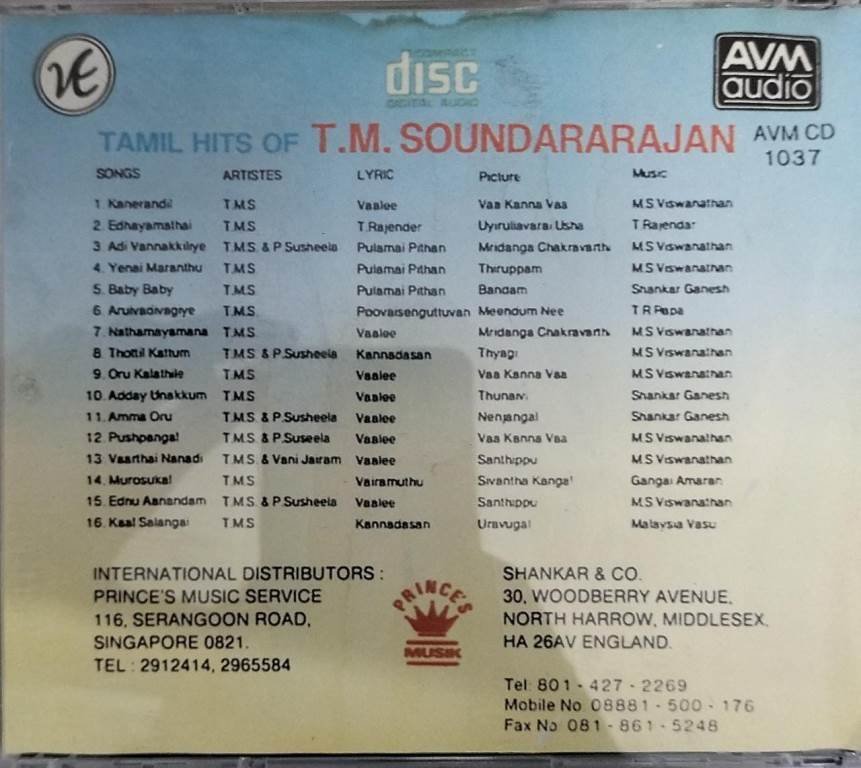 VE
COMPACT
disc
DIGITAL AUDIO
AVM
audio
TAMIL HITS OF T.M. SOUNDARARAJAN AVM CD
1037
SONGS ARTISTES LYRIC Picture Music
1. Kanerandil T.M.S Vaalee Vaa Kanna Vaa M.S Viswanathan
2. Edhayamathai T.M.S T.Rajender Uyirullavarai Usha T Rajendar
3 Adi Vannakkiliye T.M.S. & P Susheela Pulamai Pithan Mridanga Chakravarthi M.S Viswanathan
4. Yenai Maranthu T.M.S Pulamai Pithan Thiruppam M.S Viswanathan
5. Baby Baby T.M.S Pulamai Pithan Bandam Shankar Ganesh
6. Aruivadivagiye T.M.S. Poovaisenguttuvan Meendum Nee T R Papa
7. Nathamayamana T.M.S Vaalee Mridanga Chakravarthi M.S Viswanathan
8. Thottil Kattum T.M.S & P.Susheela Kannadasan Thyagi M.S Viswanathan
9. Oru Kalathile T.M.S Vaalee Vaa Kanna Vaa M.S Viswanathan
10. Adday Unakkum T.M.S Vaalee Thunaivi Shankar Ganesh
11. Amma Oru T.M.S & P.Susheela Vaalee Nenjangal Shankar Ganesh
12. Pushpangal T.M.S & P.Suseela Vaalee Vaa Kanna Vaa M.S Viswanathan
13 Vaarthai Nanadi T.M.S. & Vani Jairam Vaalee Santhippu M.S Viswanathan
14. Murosukal T.M.S Vairamuthu Sivantha Kangal Gangai Amaran
15. Ednu Aanandam T.M.S & P.Susheela Vaalee Santhippu M.S Viswanathan
16. Kaal Salangai T.M.S Kannadasan Uravugal Malaysia Vasu
INTERNATIONAL DISTRIBUTORS :
PRINCE'S MUSIC SERVICE
116, SERANGOON ROAD,
SINGAPORE 0821.
TEL : 2912414, 2965584
PRINCE'S
MUSIK
SHANKAR & CO.
30, WOODBERRY AVENUE,
NORTH HARROW, MIDDLESEX,
HA 26AV ENGLAND.
Tel: 801 - 427 - 2269
Mobile No 08881 - 500 - 176
Fax No 081 - 861 - 5248